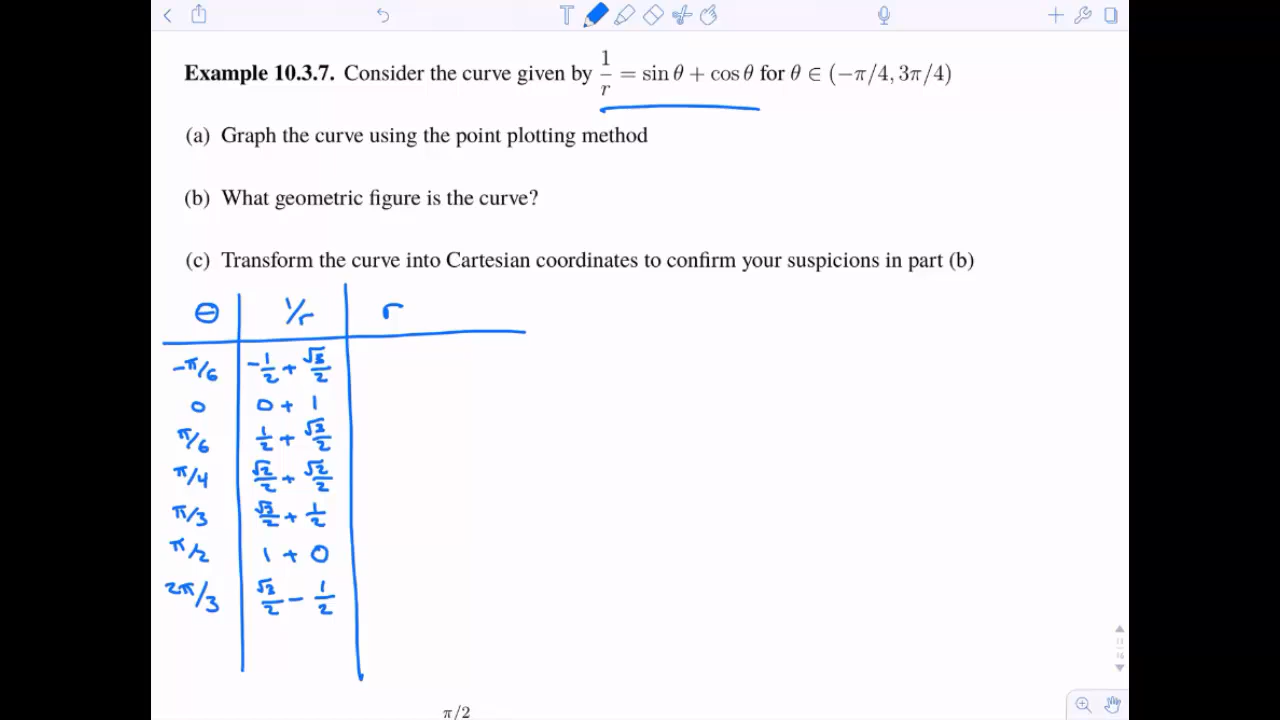 Example 10.3.7. Consider the curve given by 1/r = sin θ + cos θ for θ ∈ (−π/4, 3π/4)
(a) Graph the curve using the point plotting method
(b) What geometric figure is the curve?
(c) Transform the curve into Cartesian coordinates to confirm your suspicions in part (b)
θ 1/r r
-π/6 -1/2 + √3/2
0 0 + 1
π/6 1/2 + √3/2
π/4 √2/2 + √2/2
π/3 √3/2 + 1/2
π/2 1 + 0
2π/3 √3/2 - 1/2
π/2